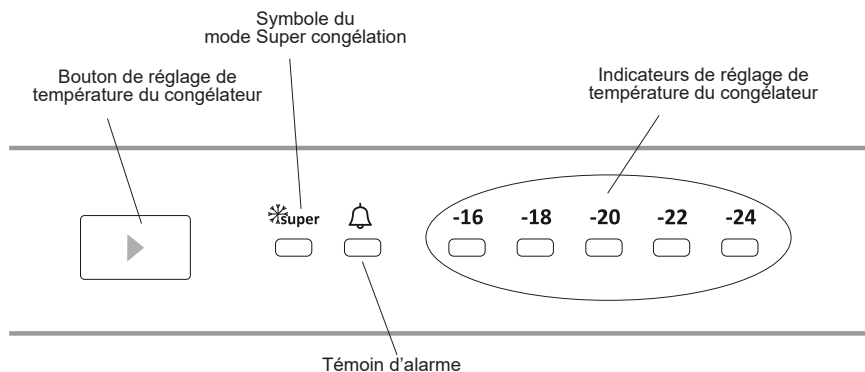 Symbole du
mode Super congélation
Bouton de réglage de
température du congélateur
Indicateurs de réglage de
température du congélateur
super
-16 -18 -20 -22 -24
Témoin d'alarme